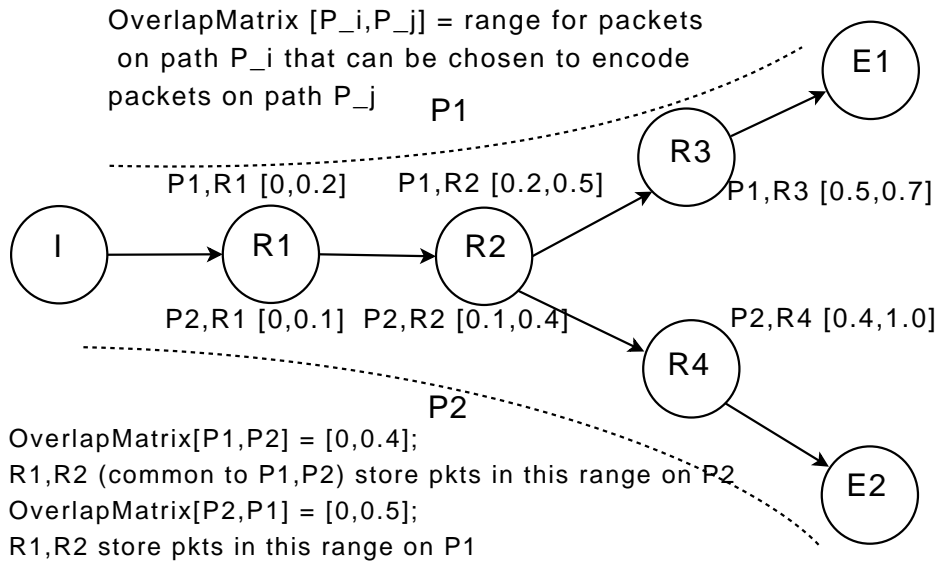 OverlapMatrix [P_i,P_j] = range for packets
on path P_i that can be chosen to encode
packets on path P_j
P1
E1
R3
P1,R1 [0,0.2]
P1,R2 [0.2,0.5]
P1,R3 [0.5,0.7]
I
R1
R2
P2,R1 [0,0.1]
P2,R2 [0.1,0.4]
P2,R4 [0.4,1.0]
R4
P2
OverlapMatrix[P1,P2] = [0,0.4];
R1,R2 (common to P1,P2) store pkts in this range on P2
E2
OverlapMatrix[P2,P1] = [0,0.5];
R1,R2 store pkts in this range on P1